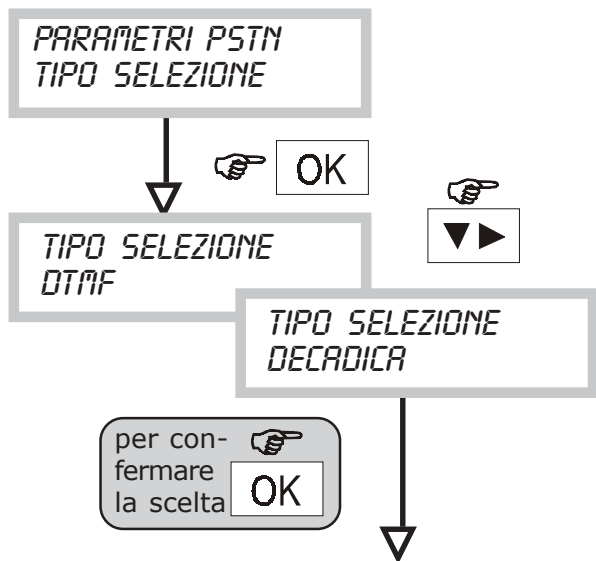 PARAMETRI PSTN
TIPO SELEZIONE
OK
TIPO SELEZIONE
DTMF
TIPO SELEZIONE
DECADICA
per con-
fermare
la scelta
OK